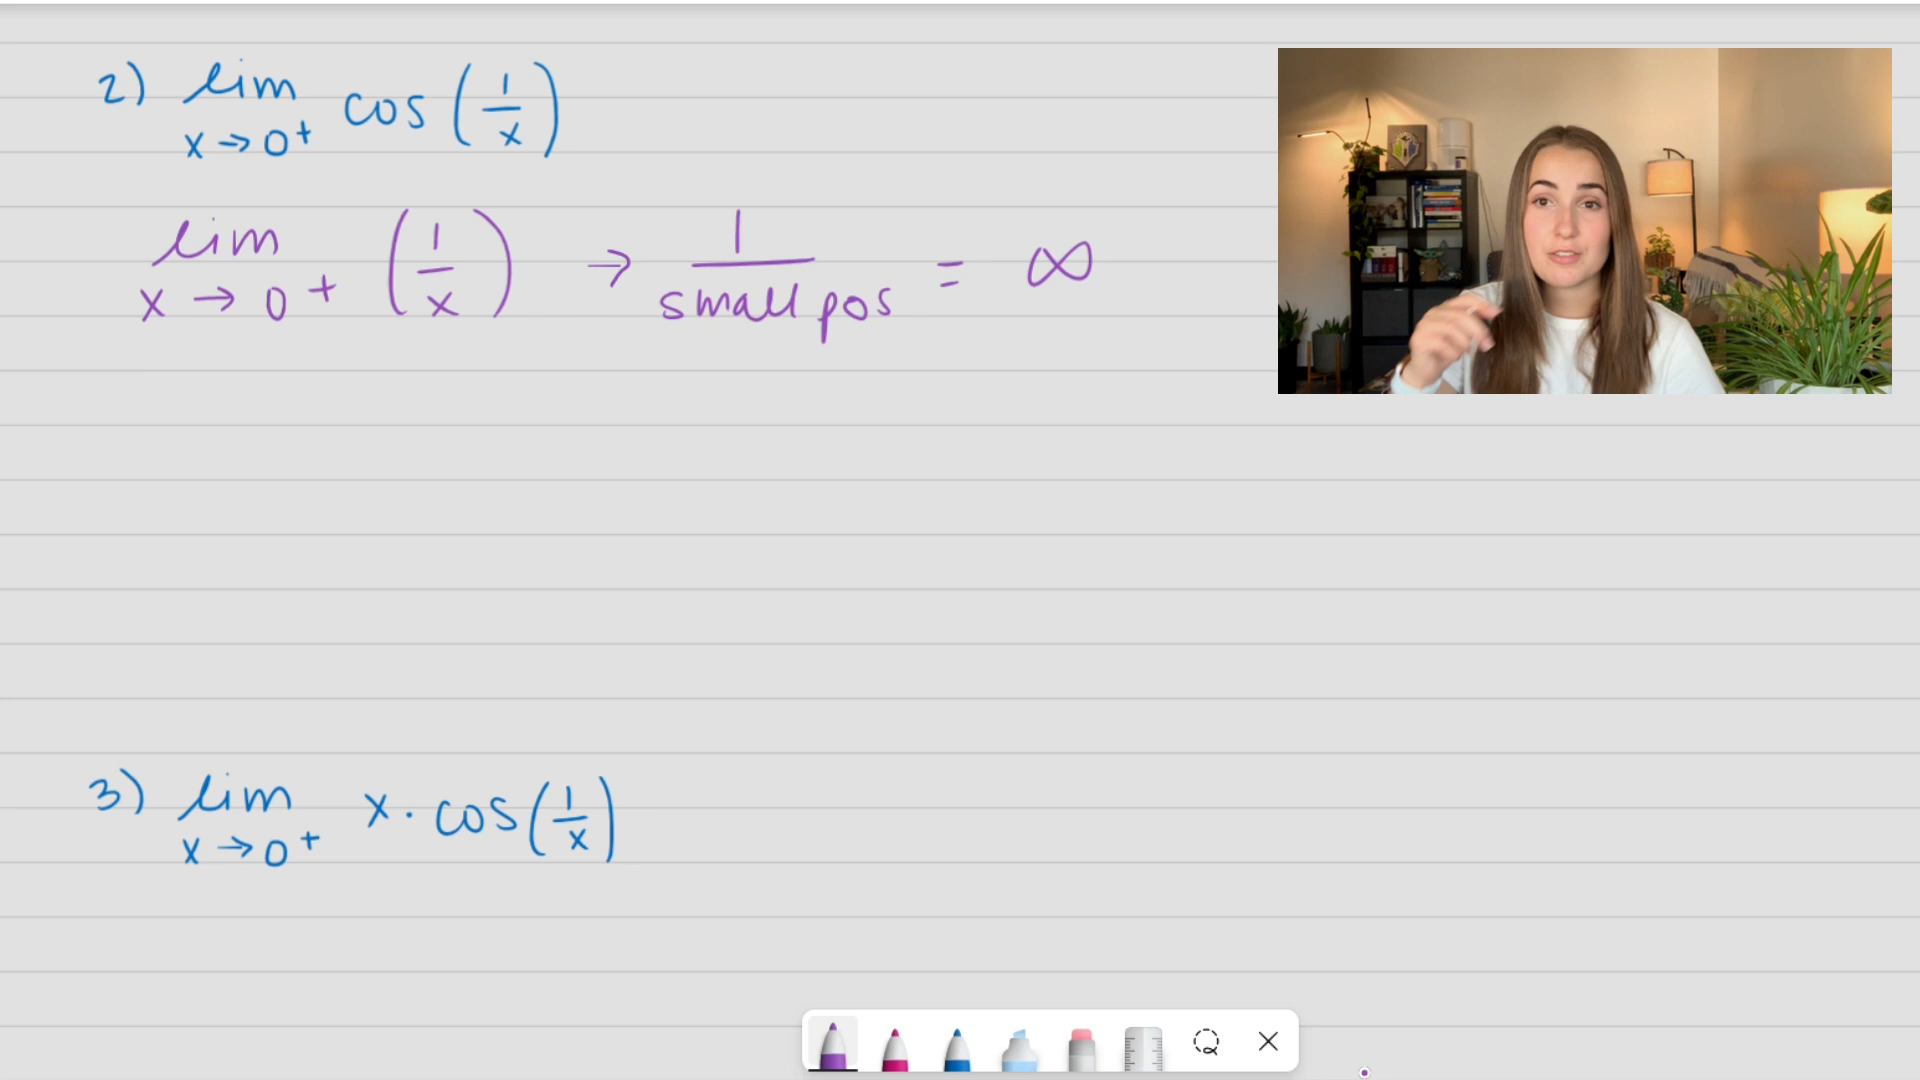 2) lim x→0⁺ cos(1/x)
lim x→0⁺ (1/x) → 1/small pos = ∞
3) lim x→0⁺ x·cos(1/x)